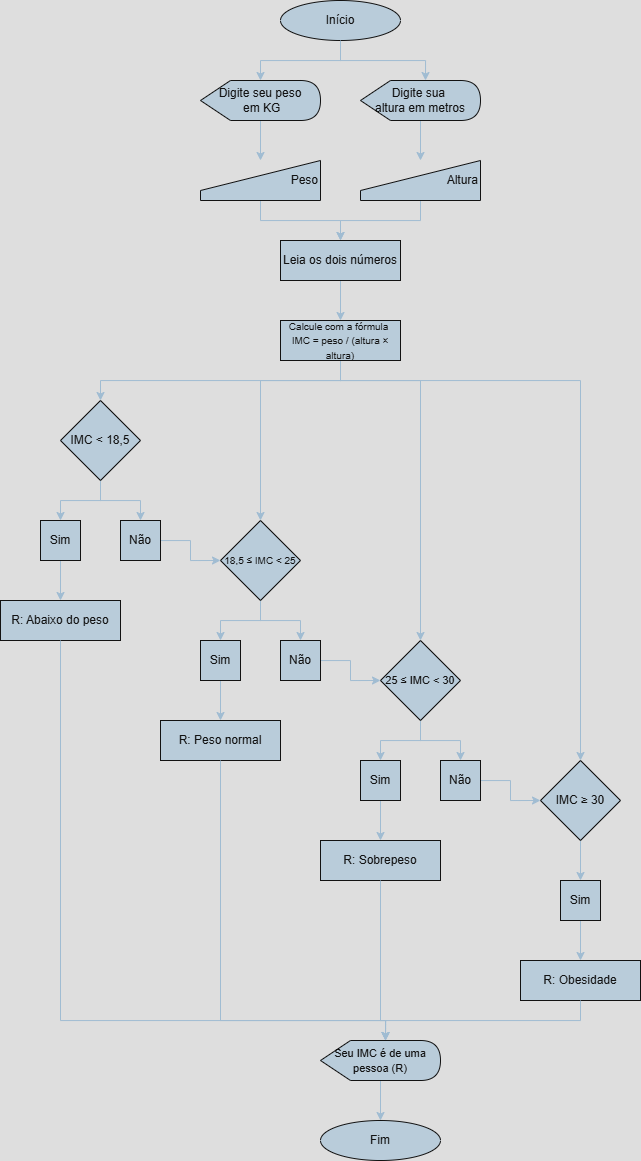 Início
Digite seu peso
em KG
Digite sua
altura em metros
Peso
Altura
Leia os dois números
Calcule com a fórmula
IMC = peso / (altura ×
altura)
IMC < 18,5
Sim
Não
18,5 ≤ IMC < 25
R: Abaixo do peso
Sim
Não
25 ≤ IMC < 30
R: Peso normal
Sim
Não
IMC ≥ 30
R: Sobrepeso
Sim
R: Obesidade
Seu IMC é de uma
pessoa (R)
Fim